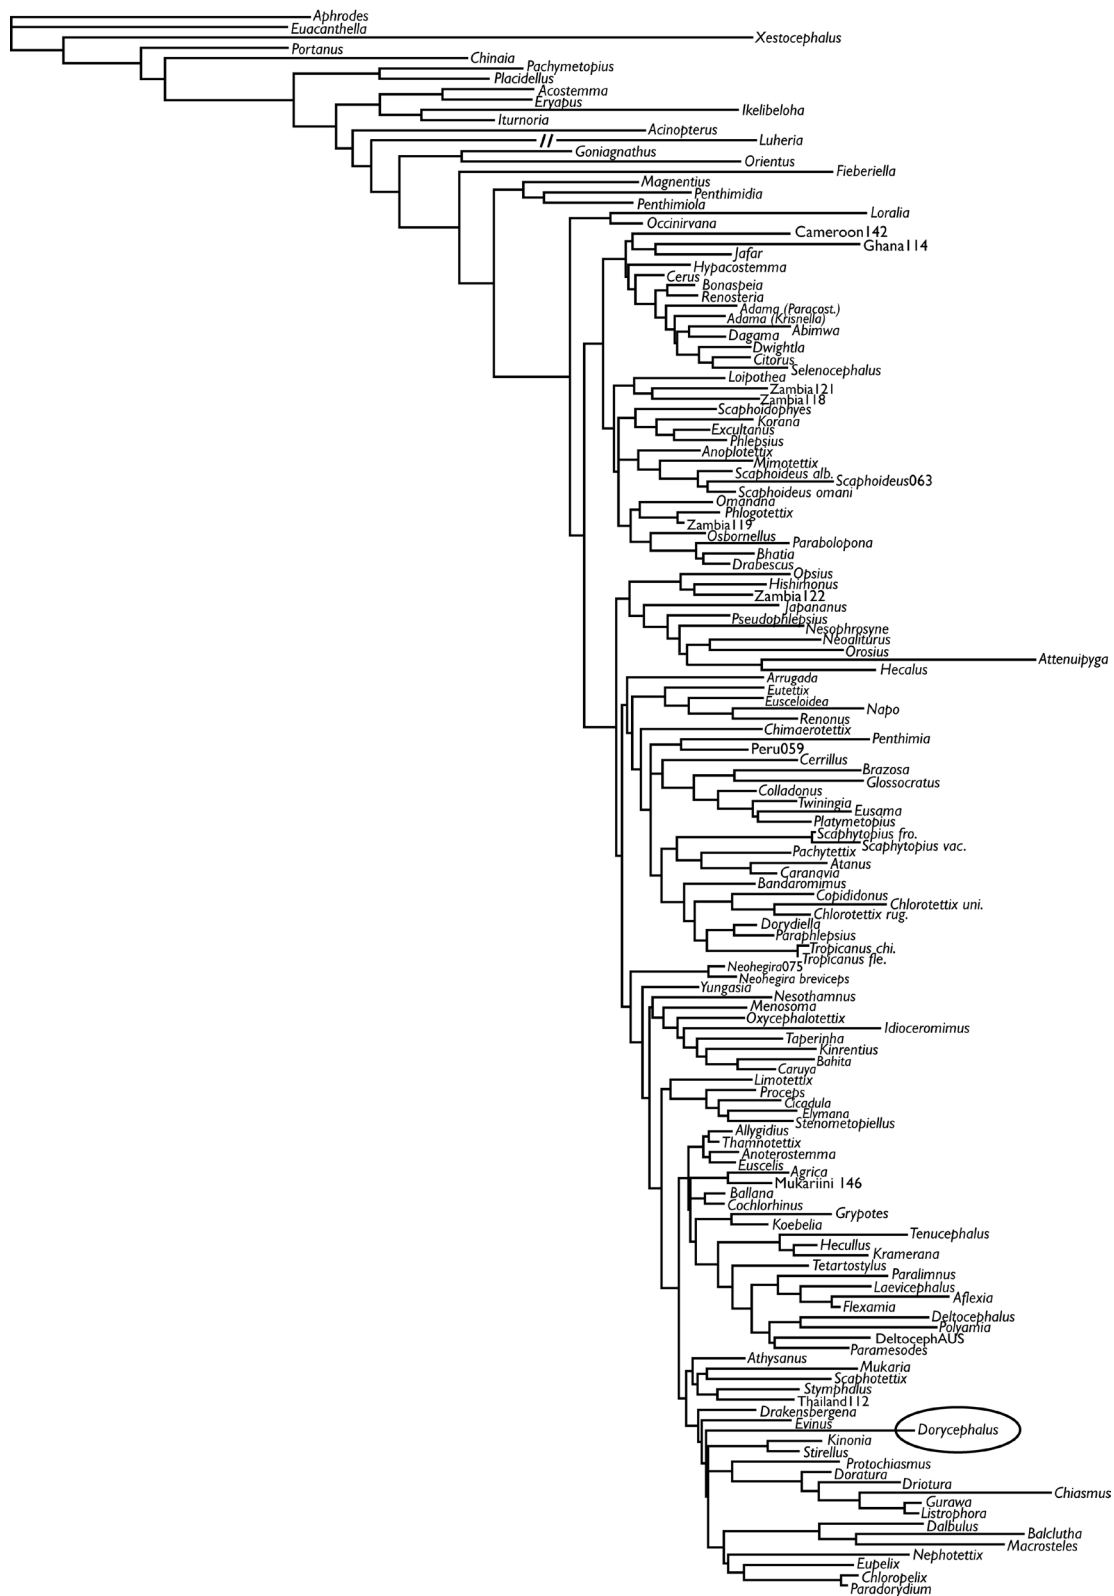 Aphrodes
Euacanthella
Xestocephalus
Portanus
Chinaia
Pachymetopius
Placidellus
Acostemma
Eryapus
Ikelibeloha
Iturnoria
Acinopterus
//
Luheria
Goniagnathus
Orientus
Fieberiella
Magnentius
Penthimidia
Penthimiola
Loralia
Occinirvana
Cameroon142
Ghana114
Jafar
Hypacostemma
Cerus
Bonaspeia
Renosteria
Adama (Paracost.)
Adama (Krisnella)
Abimwa
Dagama
Dwightla
Citorus
Selenocephalus
Loipothea
Zambia121
Zambia118
Scaphoidophyes
Korana
Excultanus
Phlepsius
Anoplotettix
Mimotettix
Scaphoideus alb.
Scaphoideus063
Scaphoideus omani
Omanana
Phlogotettix
Zambia119
Osbornellus
Parabolopona
Bhatia
Drabescus
Opsius
Hishimonus
Zambia122
Japananus
Pseudophlepsius
Nesophrosyne
Neoaliturus
Orosius
Attenuipyga
Hecalus
Arrugada
Eutettix
Eusceloidea
Napo
Renonus
Chimaerotettix
Penthimia
Peru059
Cerrillus
Brazosa
Glossocratus
Colladonus
Twiningia
Eusama
Platymetopius
Scaphytopius fro.
Scaphytopius vac.
Pachytettix
Atanus
Caranavia
Bandaromimus
Copididonus
Chlorotettix uni.
Chlorotettix rug.
Dorydiella
Paraphlepsius
Tropicanus chi.
Tropicanus fle.
Neohegira075
Neohegira breviceps
Yungasia
Nesothamnus
Menosoma
Oxycephalotettix
Idioceromimus
Taperinha
Kinrentius
Bahita
Caruya
Limotettix
Proceps
Cicadula
Elymana
Stenometopiellus
Allygidius
Thamnotettix
Anoterostemma
Euscelis
Agrica
Mukariini 146
Ballana
Cochlorhinus
Grypotes
Koebelia
Tenucephalus
Hecullus
Kramerana
Tetartostylus
Paralimnus
Laevicephalus
Aflexia
Flexamia
Deltocephalus
Polyamia
DeltocephAUS
Paramesodes
Athysanus
Mukaria
Scaphotettix
Stymphalus
Thailand112
Drakensbergena
Evinus
Dorycephalus
Kinonia
Stirellus
Protochiasmus
Doratura
Driotura
Chiasmus
Gurawa
Listrophora
Dalbulus
Balclutha
Macrosteles
Nephotettix
Eupelix
Chloropelix
Paradorydium